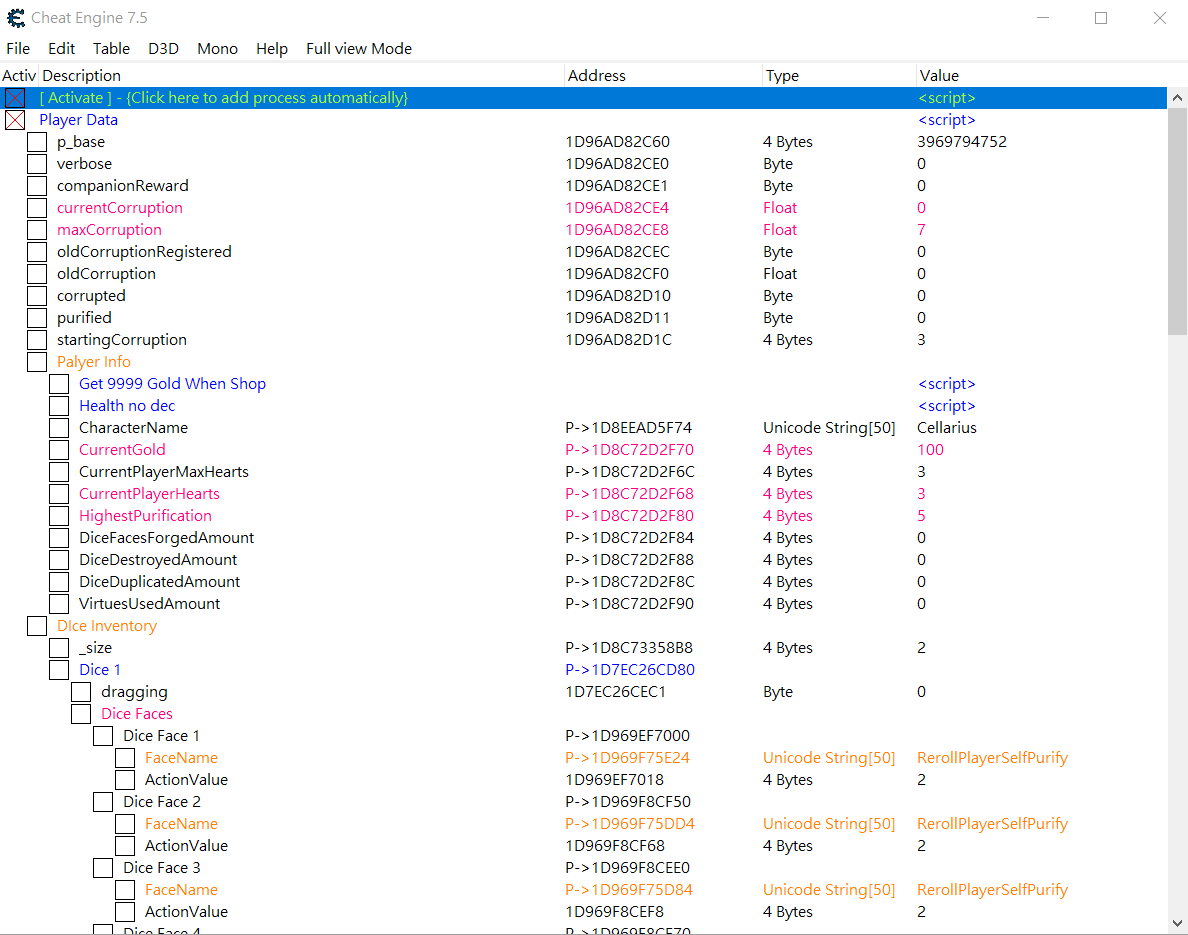 Cheat Engine 7.5
File Edit Table D3D Mono Help Full view Mode
Activ Description Address Type Value
[ Activate ] - {Click here to add process automatically} <script>
Player Data <script>
p_base 1D96AD82C60 4 Bytes 3969794752
verbose 1D96AD82CE0 Byte 0
companionReward 1D96AD82CE1 Byte 0
currentCorruption 1D96AD82CE4 Float 0
maxCorruption 1D96AD82CE8 Float 7
oldCorruptionRegistered 1D96AD82CEC Byte 0
oldCorruption 1D96AD82CF0 Float 0
corrupted 1D96AD82D10 Byte 0
purified 1D96AD82D11 Byte 0
startingCorruption 1D96AD82D1C 4 Bytes 3
Palyer Info
Get 9999 Gold When Shop <script>
Health no dec <script>
CharacterName P->1D8EEAD5F74 Unicode String[50] Cellarius
CurrentGold P->1D8C72D2F70 4 Bytes 100
CurrentPlayerMaxHearts P->1D8C72D2F6C 4 Bytes 3
CurrentPlayerHearts P->1D8C72D2F68 4 Bytes 3
HighestPurification P->1D8C72D2F80 4 Bytes 5
DiceFacesForgedAmount P->1D8C72D2F84 4 Bytes 0
DiceDestroyedAmount P->1D8C72D2F88 4 Bytes 0
DiceDuplicatedAmount P->1D8C72D2F8C 4 Bytes 0
VirtuesUsedAmount P->1D8C72D2F90 4 Bytes 0
DIce Inventory
_size P->1D8C73358B8 4 Bytes 2
Dice 1 P->1D7EC26CD80
dragging 1D7EC26CEC1 Byte 0
Dice Faces
Dice Face 1 P->1D969EF7000
FaceName P->1D969F75E24 Unicode String[50] RerollPlayerSelfPurify
ActionValue 1D969EF7018 4 Bytes 2
Dice Face 2 P->1D969F8CF50
FaceName P->1D969F75DD4 Unicode String[50] RerollPlayerSelfPurify
ActionValue 1D969F8CF68 4 Bytes 2
Dice Face 3 P->1D969F8CEE0
FaceName P->1D969F75D84 Unicode String[50] RerollPlayerSelfPurify
ActionValue 1D969F8CEF8 4 Bytes 2
Dice Face 4 P->1D969F8CE70